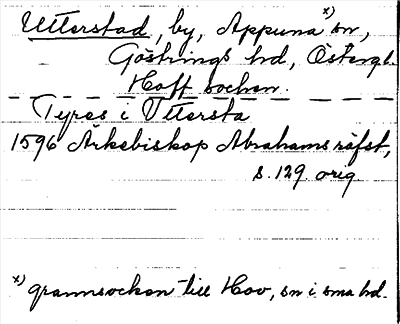 Utterstad, by, Appuna x) sn,
Göstrings hd, Östergl.
Hoff sochen.
Tyres i Uttersta
1596 Arkebiskop Abrahams räfst,
s. 129 orig
x) grannsocken till Hov, sn i sma hd.